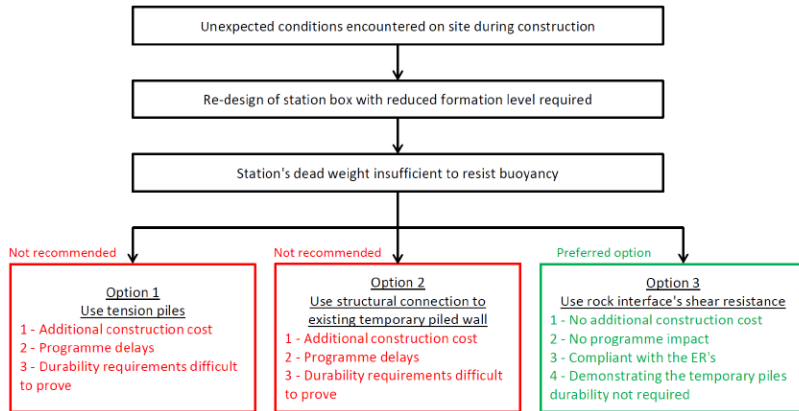 Unexpected conditions encountered on site during construction
Re-design of station box with reduced formation level required
Station's dead weight insufficient to resist buoyancy
Not recommended
Option 1
Use tension piles
1 - Additional construction cost
2 - Programme delays
3 - Durability requirements difficult
to prove
Not recommended
Option 2
Use structural connection to
existing temporary piled wall
1 - Additional construction cost
2 - Programme delays
3 - Durability requirements difficult to
prove
Preferred option
Option 3
Use rock interface's shear resistance
1 - No additional construction cost
2 - No programme impact
3 - Compliant with the ER's
4 - Demonstrating the temporary piles
durability not required